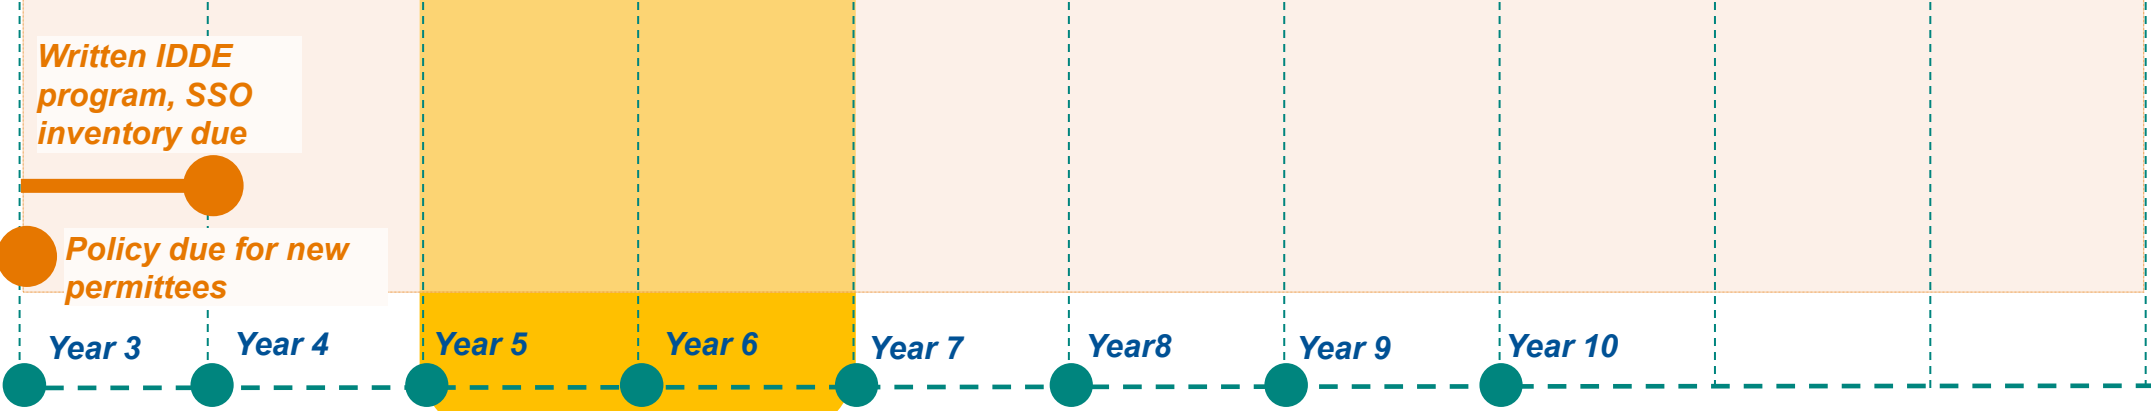 Written IDDE
program, SSO
inventory due
Policy due for new
permittees
Year 3
Year 4
Year 5
Year 6
Year 7
Year8
Year 9
Year 10